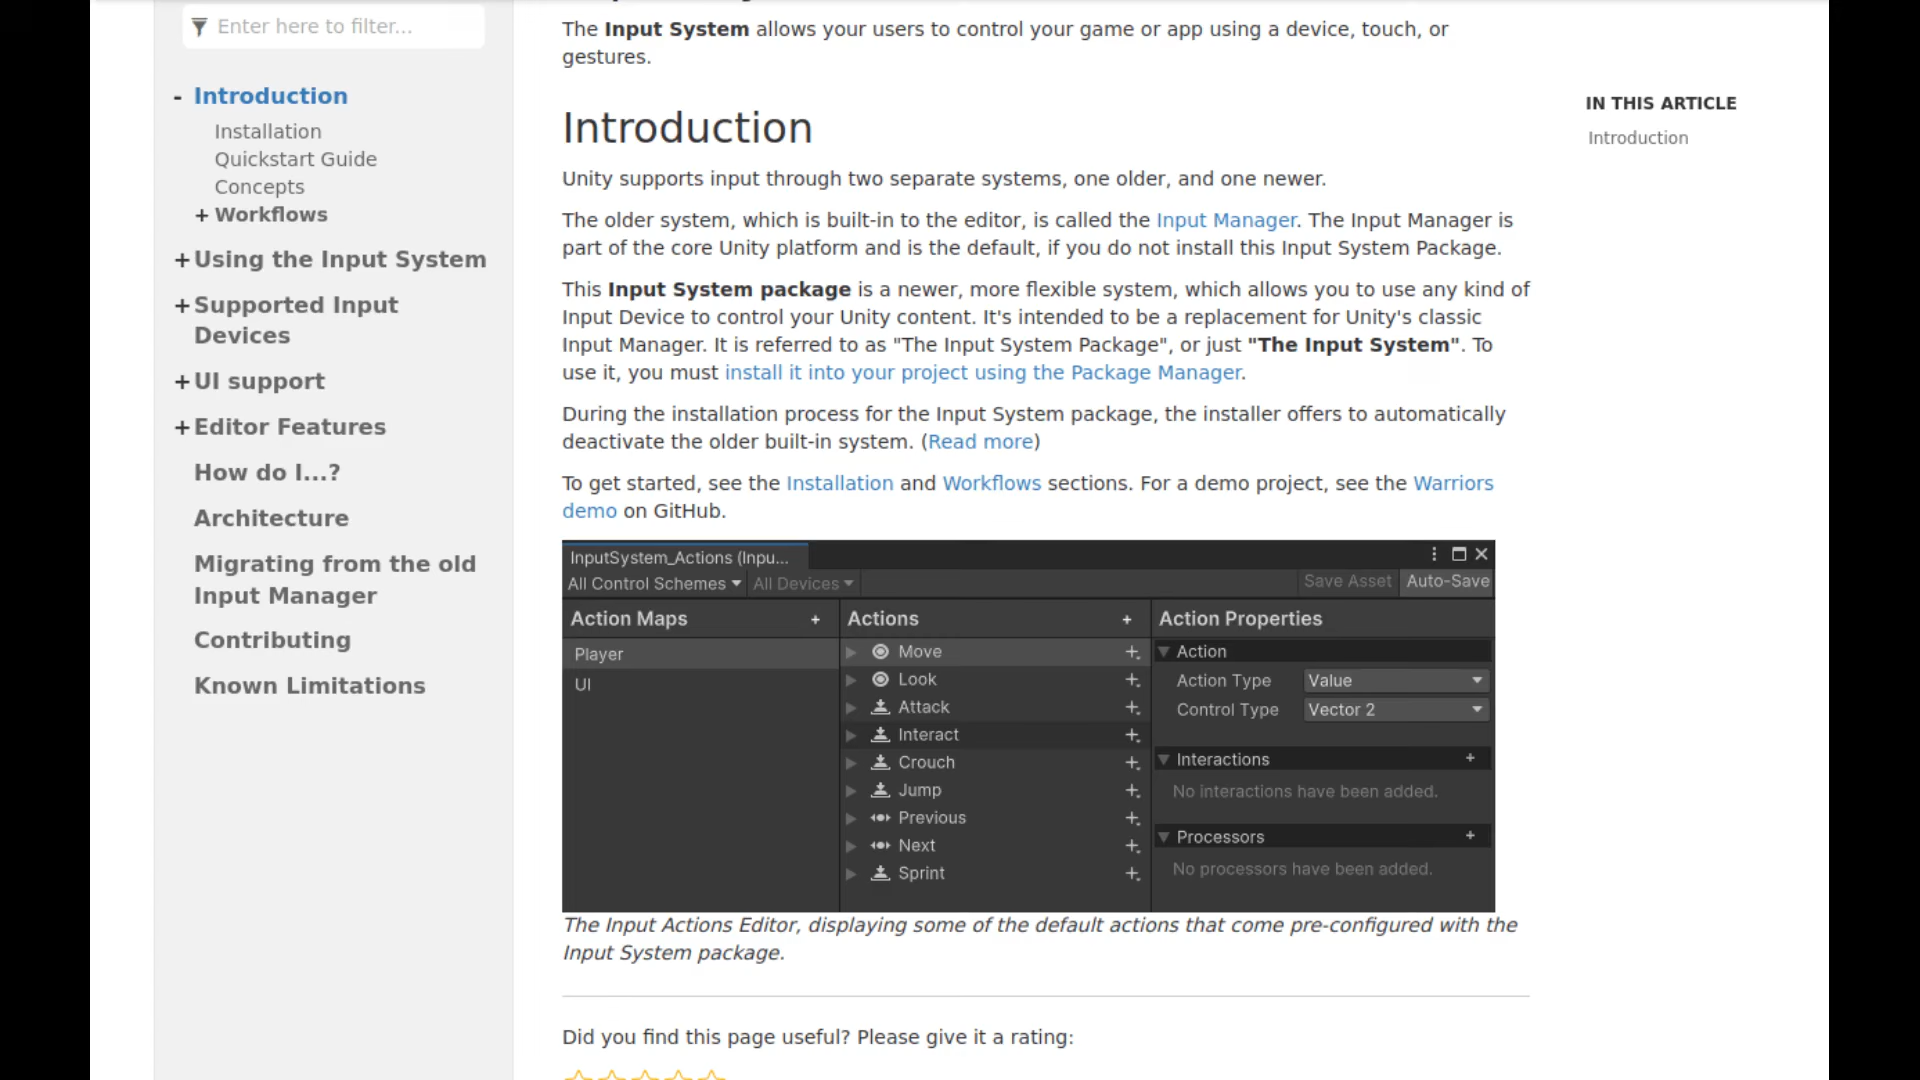 Enter here to filter...
- Introduction
Installation
Quickstart Guide
Concepts
+ Workflows
+ Using the Input System
+ Supported Input
Devices
+ UI support
+ Editor Features
How do I...?
Architecture
Migrating from the old
Input Manager
Contributing
Known Limitations
The Input System allows your users to control your game or app using a device, touch, or
gestures.
Introduction
Unity supports input through two separate systems, one older, and one newer.
The older system, which is built-in to the editor, is called the Input Manager. The Input Manager is
part of the core Unity platform and is the default, if you do not install this Input System Package.
This Input System package is a newer, more flexible system, which allows you to use any kind of
Input Device to control your Unity content. It's intended to be a replacement for Unity's classic
Input Manager. It is referred to as "The Input System Package", or just "The Input System". To
use it, you must install it into your project using the Package Manager.
During the installation process for the Input System package, the installer offers to automatically
deactivate the older built-in system. (Read more)
To get started, see the Installation and Workflows sections. For a demo project, see the Warriors
demo on GitHub.
InputSystem_Actions (Inpu...
All Control Schemes All Devices Save Asset Auto-Save
Action Maps +
Player
UI
Actions +
Move
Look
Attack
Interact
Crouch
Jump
Previous
Next
Sprint
Action Properties
Action
Action Type Value
Control Type Vector 2
Interactions +
No interactions have been added.
Processors +
No processors have been added.
The Input Actions Editor, displaying some of the default actions that come pre-configured with the
Input System package.
Did you find this page useful? Please give it a rating:
IN THIS ARTICLE
Introduction